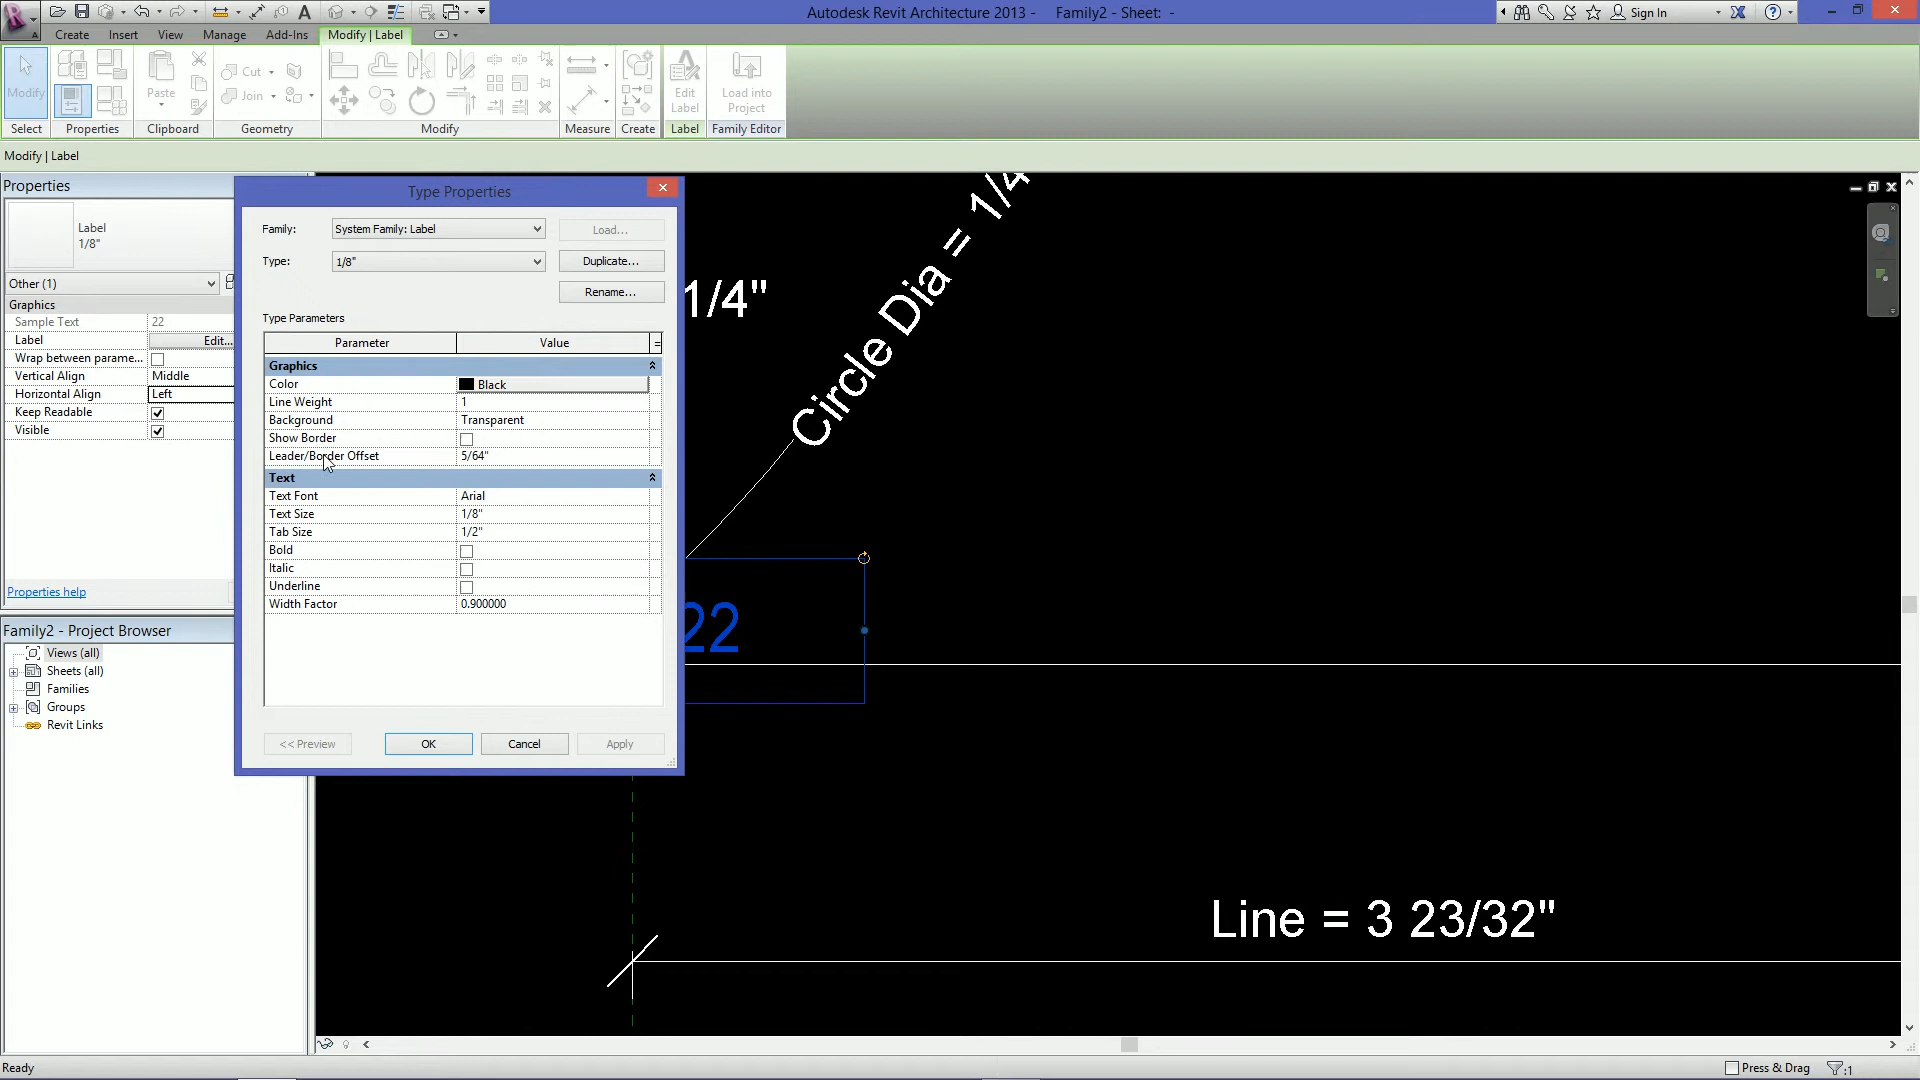 Autodesk Revit Architecture 2013 -    Family2 - Sheet:  -
Sign In
Create Insert View Manage Add-Ins Modify | Label
Modify
Paste
Cut
Join
Edit Label
Load into Project
Select Properties Clipboard Geometry Modify Measure Create Label Family Editor
Modify | Label
Properties
Label
1/8"
Other (1)
Graphics
Sample Text 22
Label Edit...
Wrap between parame...
Vertical Align Middle
Horizontal Align Left
Keep Readable
Visible
Properties help
Family2 - Project Browser
Views (all)
Sheets (all)
Families
Groups
Revit Links
Type Properties
Family: System Family: Label Load...
Type: 1/8" Duplicate...
Rename...
Type Parameters
Parameter Value =
Graphics
Color Black
Line Weight 1
Background Transparent
Show Border
Leader/Border Offset 5/64"
Text
Text Font Arial
Text Size 1/8"
Tab Size 1/2"
Bold
Italic
Underline
Width Factor 0.900000
<< Preview OK Cancel Apply
1/4"
Circle Dia = 1/4
22
Line = 3 23/32"
Ready
Press & Drag
:1